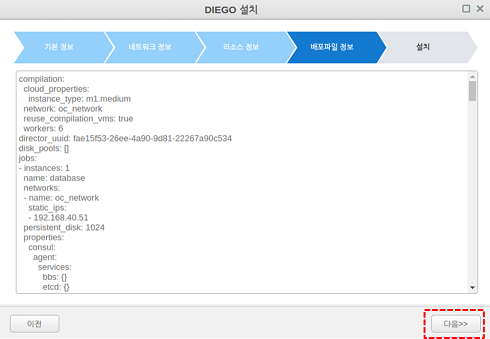 DIEGO 설치
기본 정보
네트워크 정보
리소스 정보
배포파일 정보
설치
compilation:
cloud_properties:
instance_type: m1.medium
network: oc_network
reuse_compilation_vms: true
workers: 6
director_uuid: fae15f53-26ee-4a90-9d81-22267a90c534
disk_pools: []
jobs:
- instances: 1
name: database
networks:
- name: oc_network
static_ips:
- 192.168.40.51
persistent_disk: 1024
properties:
consul:
agent:
services:
bbs: {}
etcd: {}
이전
다음>>